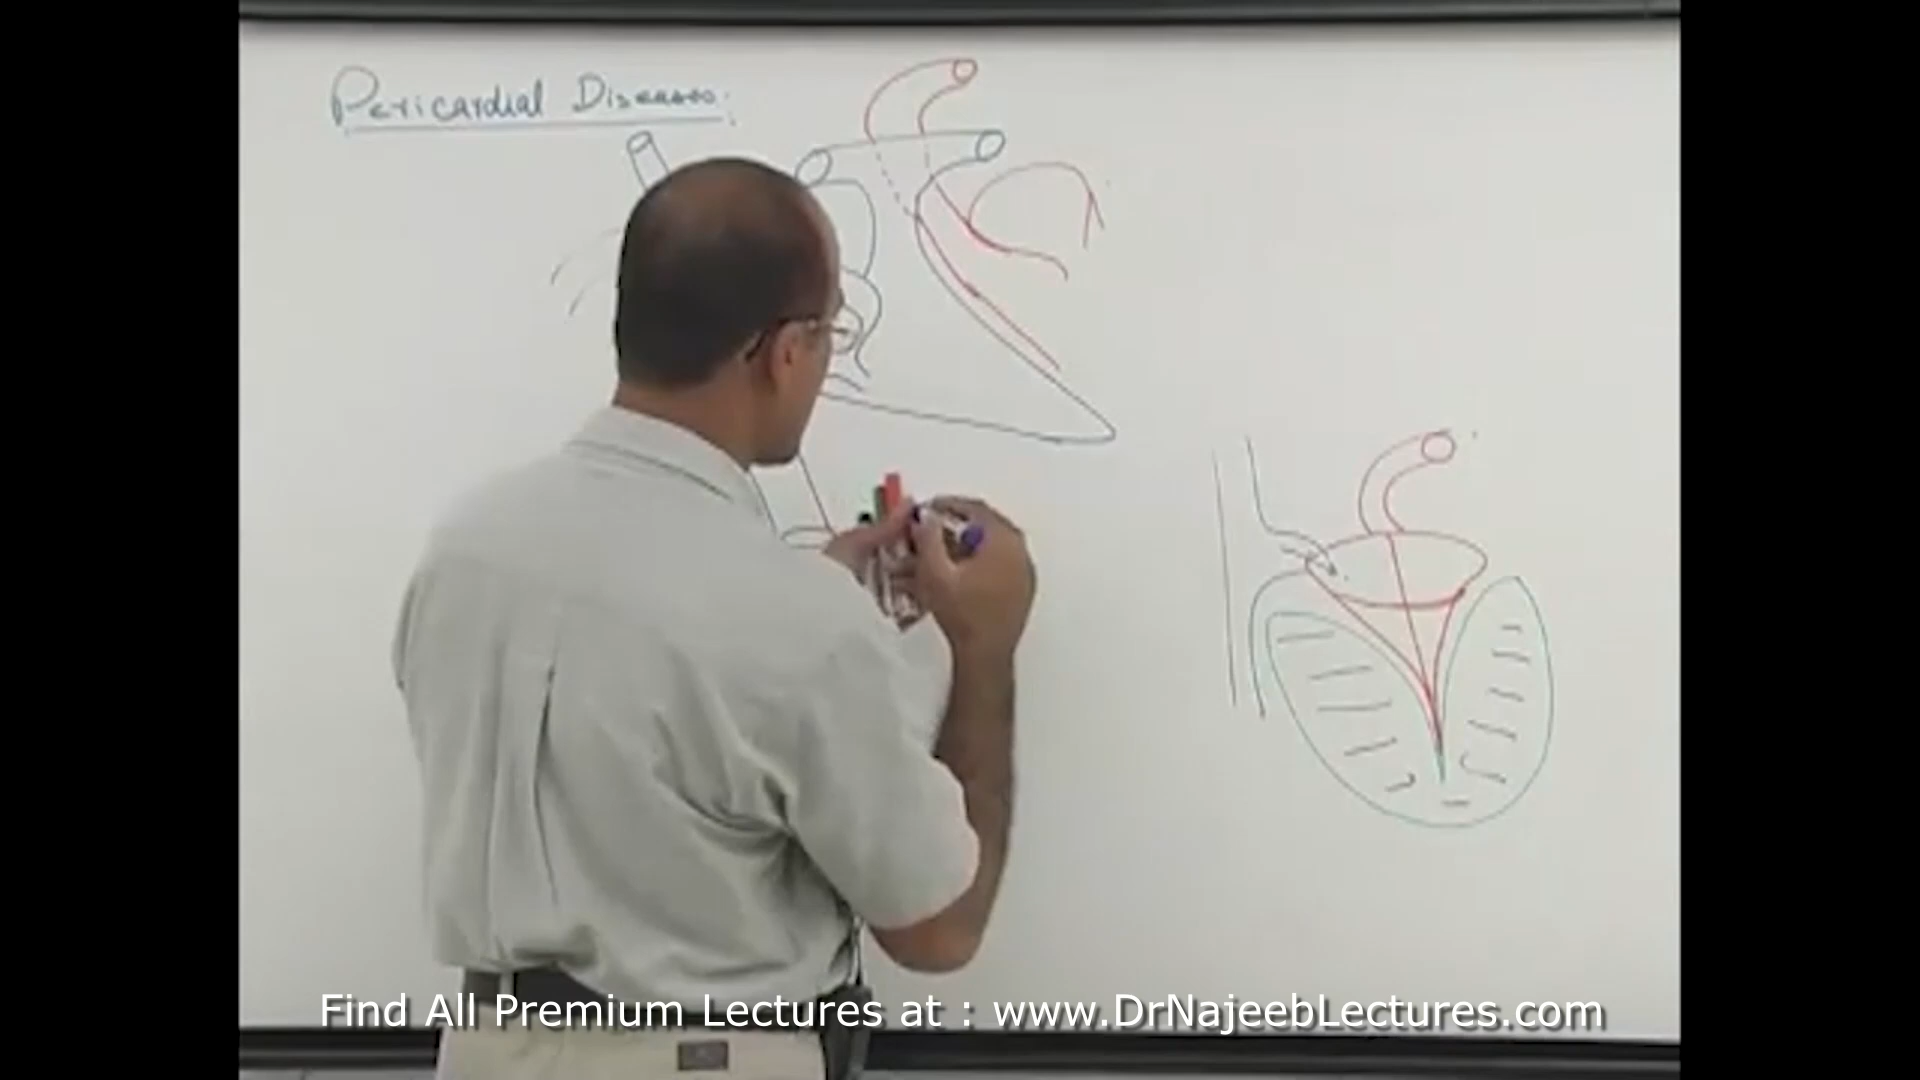 Pericardial Diseases.
Find All Premium Lectures at : www.DrNajeebLectures.com